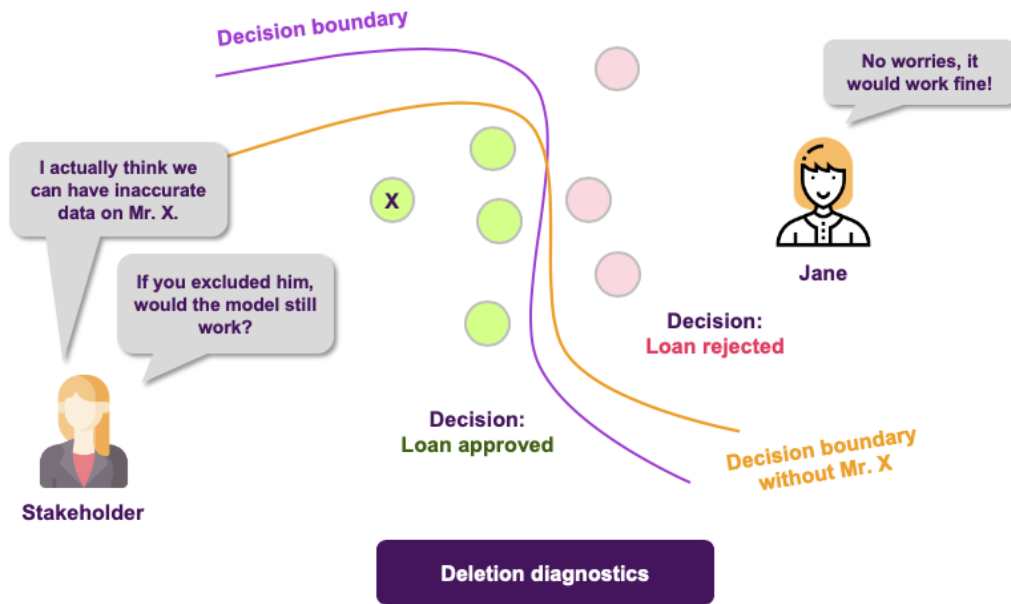 Decision boundary
No worries, it
would work fine!
I actually think we
can have inaccurate
data on Mr. X.
X
If you excluded him,
would the model still
work?
Jane
Decision:
Loan rejected
Decision:
Loan approved
Decision boundary
without Mr. X
Stakeholder
Deletion diagnostics